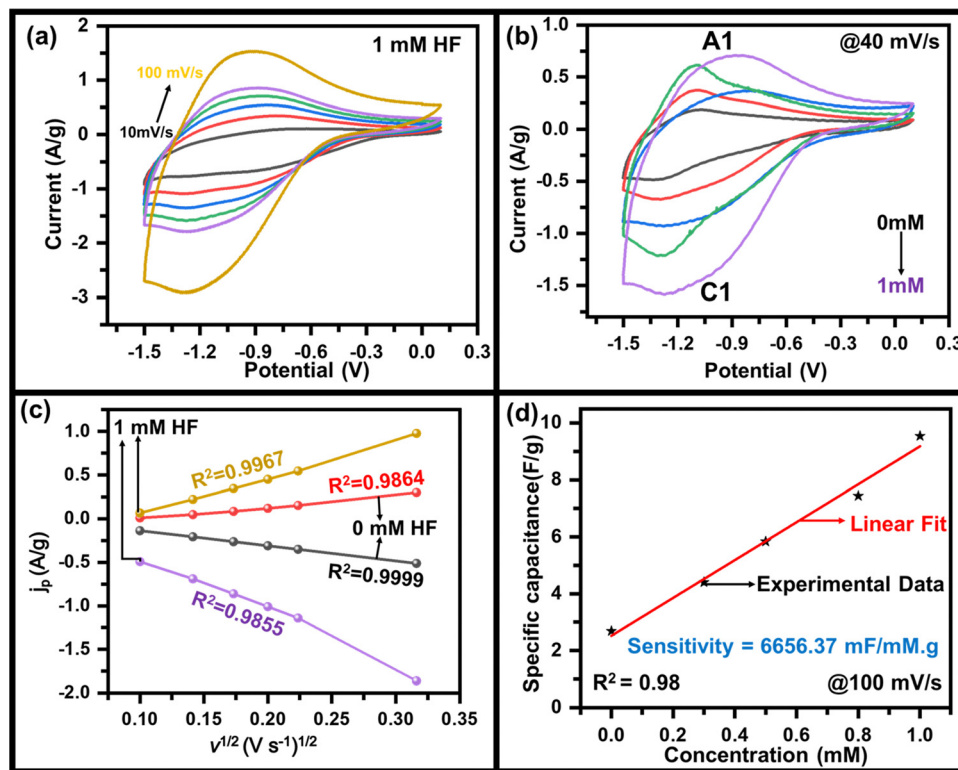 (a)
1 mM HF
100 mV/s
10mV/s
Current (A/g)
2
1
0
1
-2
-3
-4
-1.5 -1.2 -0.9 -0.6 -0.3 0.0 0.3
Potential (V)
(b)
A1
@40 mV/s
0mM
1mM
C1
Current (A/g)
1.0
0.5
0.0
-0.5
-1.0
-1.5
-1.5 -1.2 -0.9 -0.6 -0.3 0.0 0.3
Potential (V)
(c)
1 mM HF
R²=0.9967
R²=0.9864
0 mM HF
R²=0.9999
R²=0.9855
jₚ (A/g)
1.0
0.5
0.0
-0.5
-1.0
-1.5
-2.0
0.10 0.15 0.20 0.25 0.30 0.35
v¹ᐟ² (V s⁻¹)¹ᐟ²
(d)
Specific capacitance(F/g)
10
8
6
4
2
0
Linear Fit
Experimental Data
Sensitivity = 6656.37 mF/mM.g
R² = 0.98
@100 mV/s
0.0 0.2 0.4 0.6 0.8 1.0
Concentration (mM)